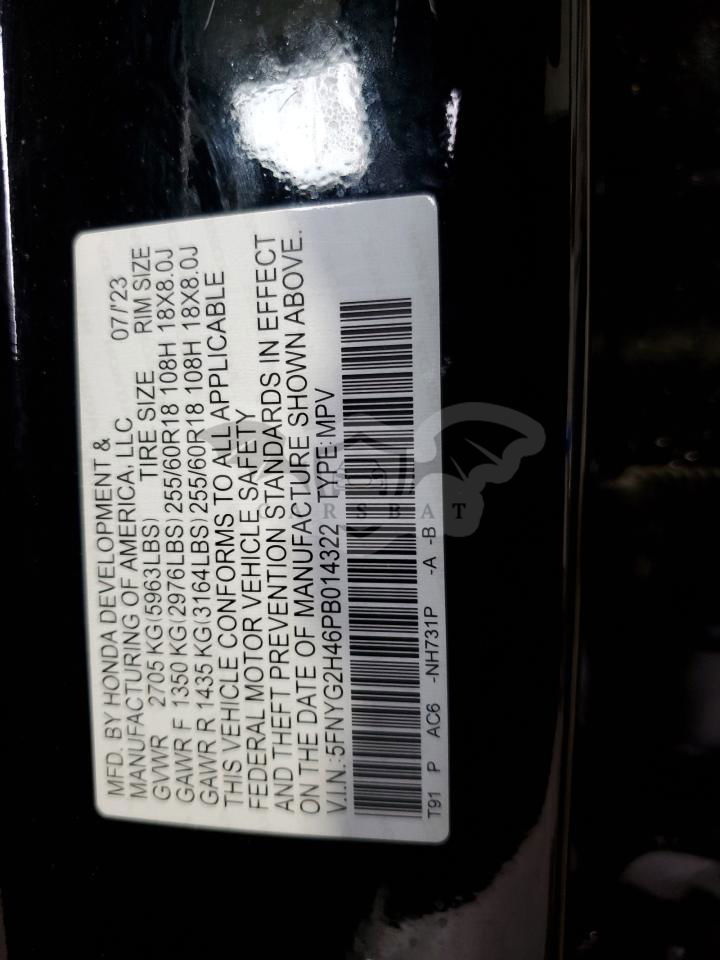 MFD. BY HONDA DEVELOPMENT &
MANUFACTURING OF AMERICA, LLC 07/'23
GVWR 2705 KG(5963LBS) TIRE SIZE RIM SIZE
GAWR F 1350 KG(2976LBS) 255/60R18 108H 18X8.0J
GAWR R 1435 KG(3164LBS) 255/60R18 108H 18X8.0J
THIS VEHICLE CONFORMS TO ALL APPLICABLE
FEDERAL MOTOR VEHICLE SAFETY
AND THEFT PREVENTION STANDARDS IN EFFECT
ON THE DATE OF MANUFACTURE SHOWN ABOVE.
V.I.N.:5FNYG2H46PB014322 TYPE:MPV
T91 P AC6 -NH731P -A -B
CARSBAT